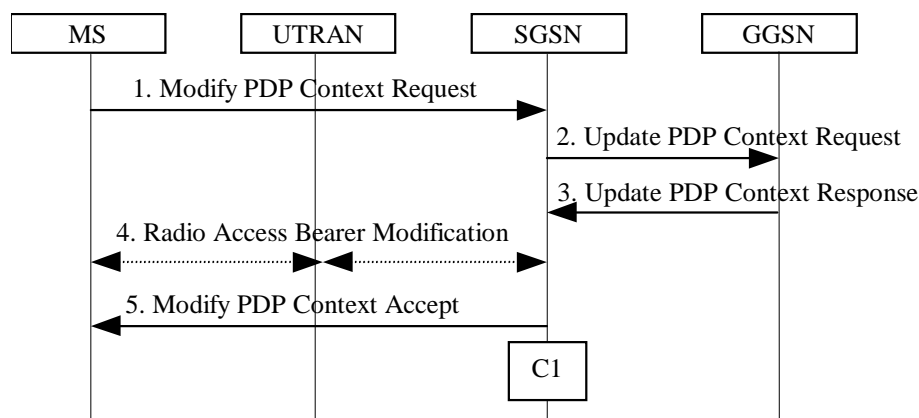 MS UTRAN SGSN GGSN
1. Modify PDP Context Request
2. Update PDP Context Request
3. Update PDP Context Response
4. Radio Access Bearer Modification
5. Modify PDP Context Accept
C1